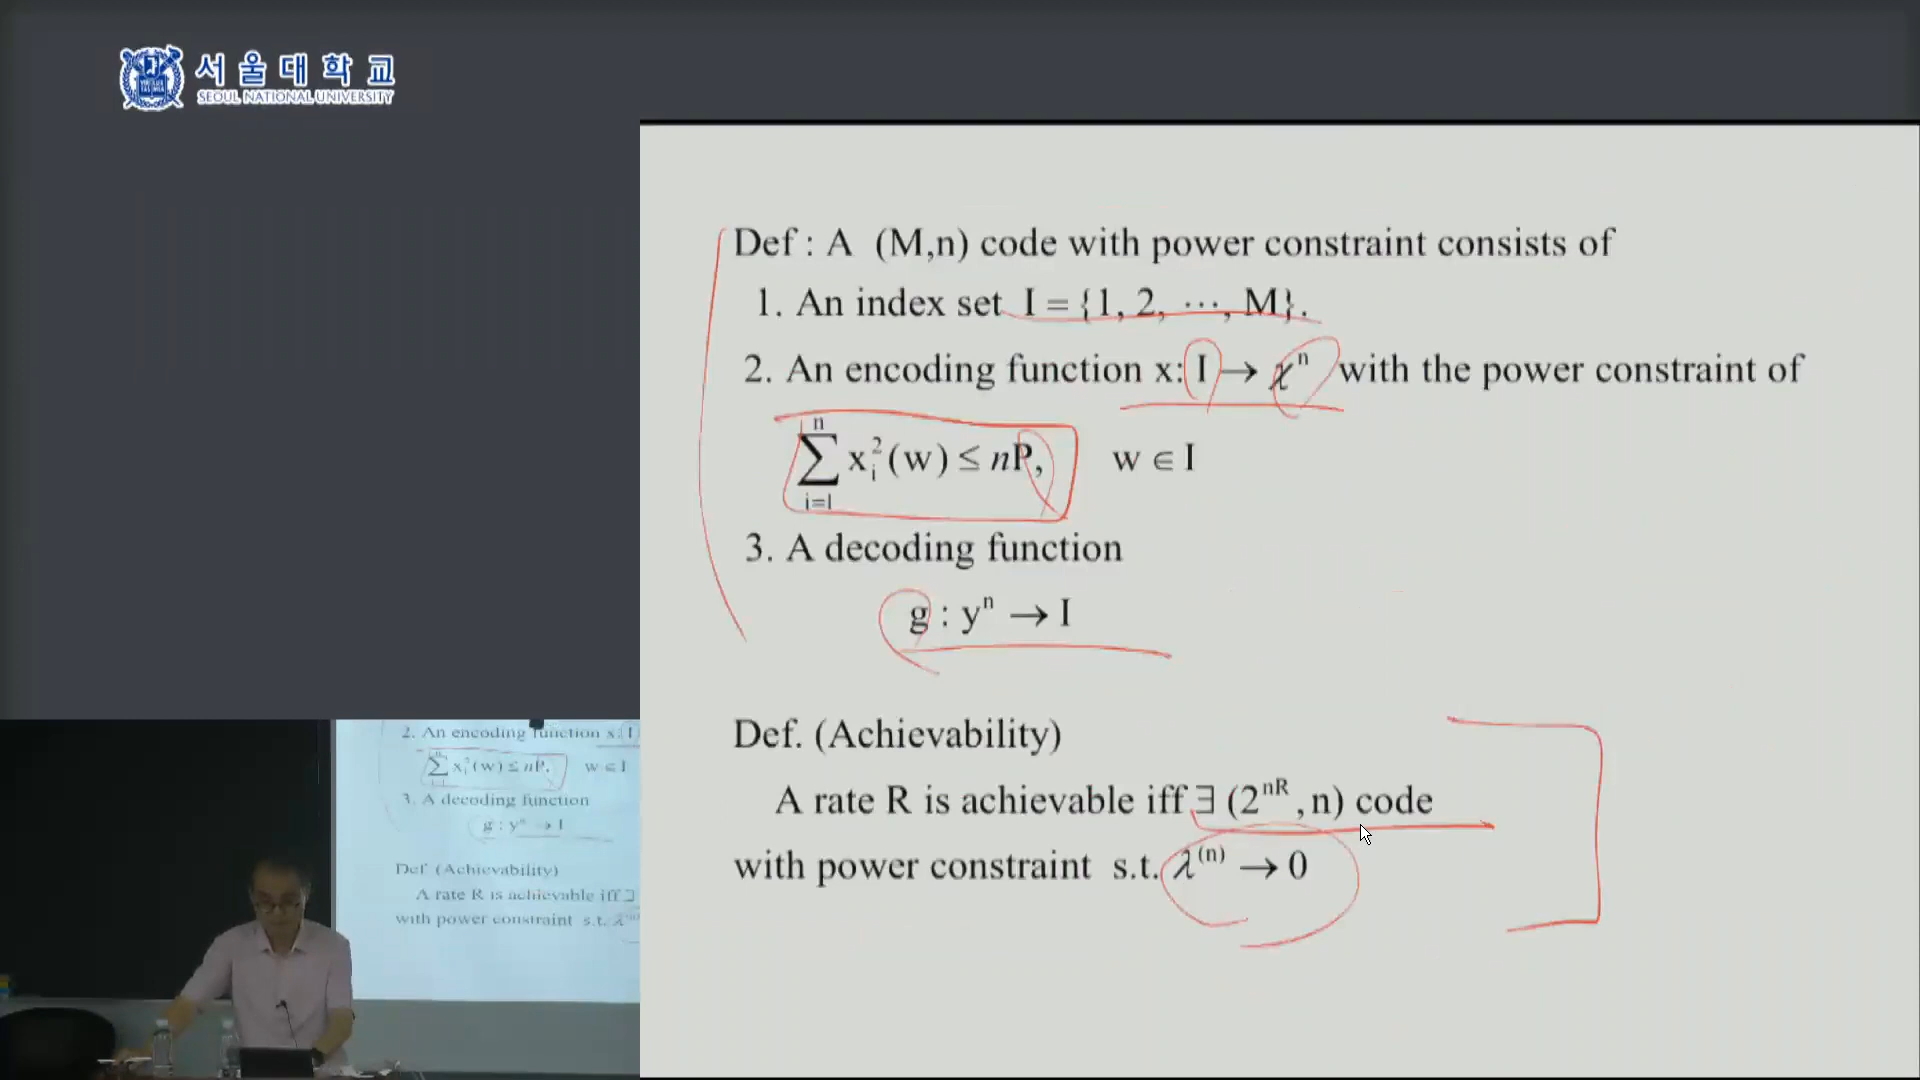 서울대학교
SEOUL NATIONAL UNIVERSITY
Def : A (M,n) code with power constraint consists of
1. An index set I = {1, 2, ⋯, M}.
2. An encoding function x: I → χⁿ with the power constraint of
∑ᵢ₌₁ⁿ xᵢ²(w) ≤ nP, w ∈ I
3. A decoding function
g : yⁿ → I
Def. (Achievability)
A rate R is achievable iff ∃ (2ⁿᴿ, n) code
with power constraint s.t. λ⁽ⁿ⁾ → 0
2. An encoding function x: I
∑ xᵢ²(w) ≤ nP, w ∈ I
3. A decoding function
g : yⁿ → I
Def (Achievability)
A rate R is achievable iff ∃
with power constraint s.t. λ⁽ⁿ⁾